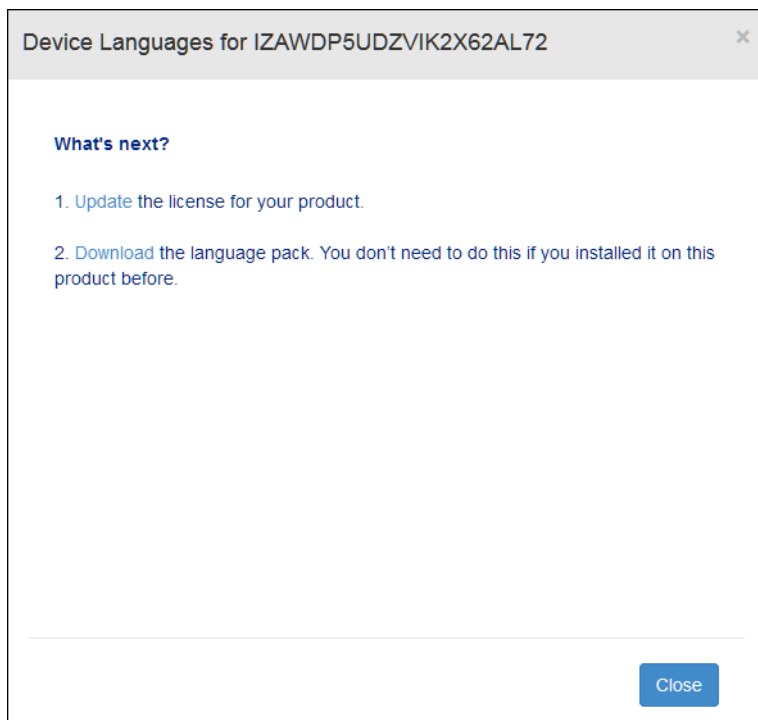 Device Languages for IZAWDP5UDZVIK2X62AL72
×
What's next?
1. Update the license for your product.
2. Download the language pack. You don't need to do this if you installed it on this
product before.
Close